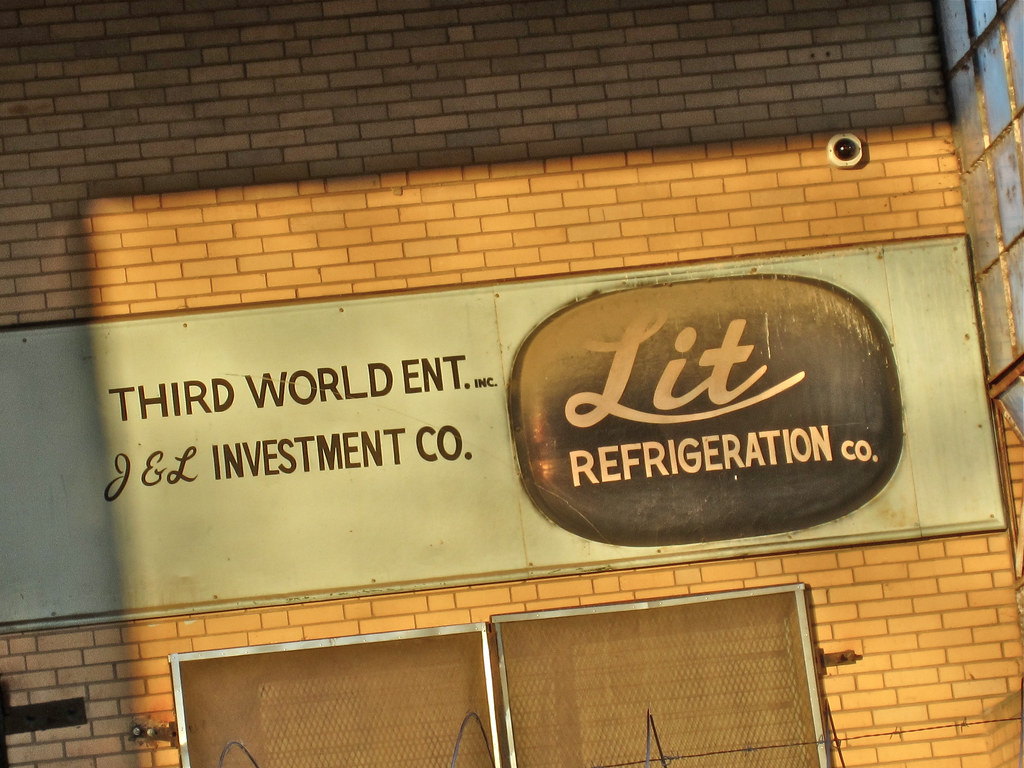 THIRD WORLD ENT. INC.
J & L INVESTMENT CO.
Lit
REFRIGERATION CO.